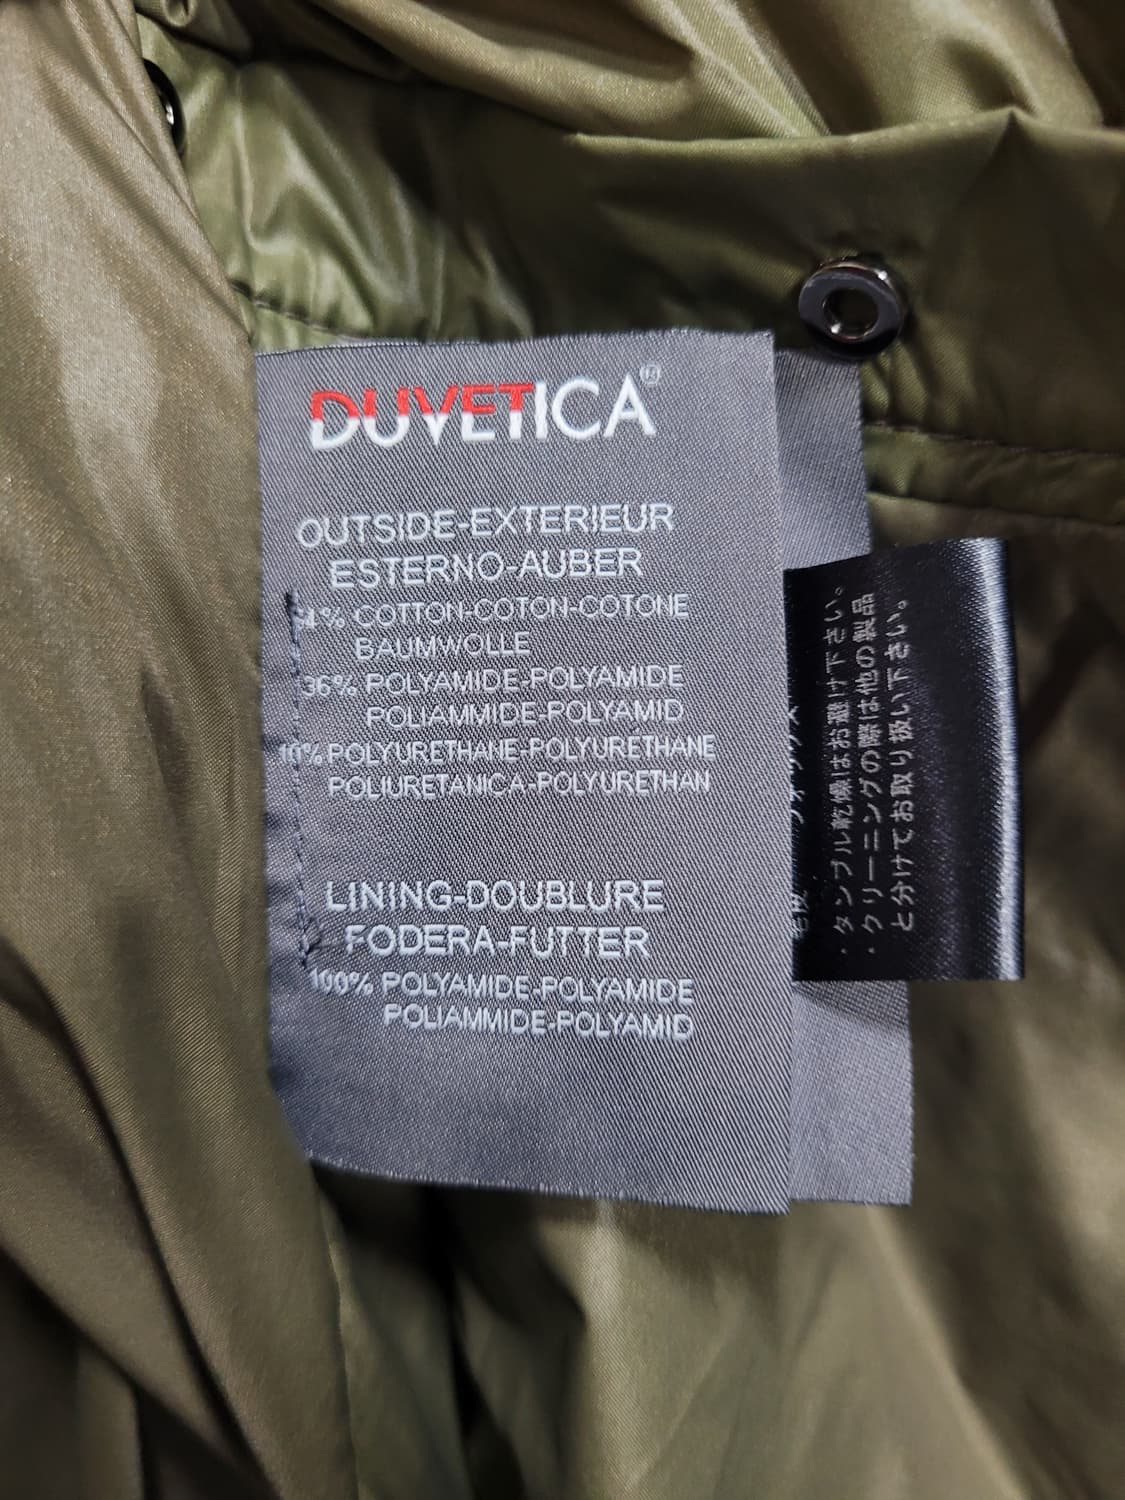 DUVETICA®
OUTSIDE-EXTERIEUR
ESTERNO-AUBER
COTTON-COTON-COTONE
BAUMWOLLE
36% POLYAMIDE-POLYAMIDE
POLIAMMIDE-POLYAMID
10% POLYURETHANE-POLYURETHANE
POLIURETANICA-POLYURETHAN
LINING-DOUBLURE
FODERA-FUTTER
100% POLYAMIDE-POLYAMIDE
POLIAMMIDE-POLYAMID
・タンブル乾燥はお避け下さい。
・クリーニングの際は他の製品
と分けてお取り扱い下さい。